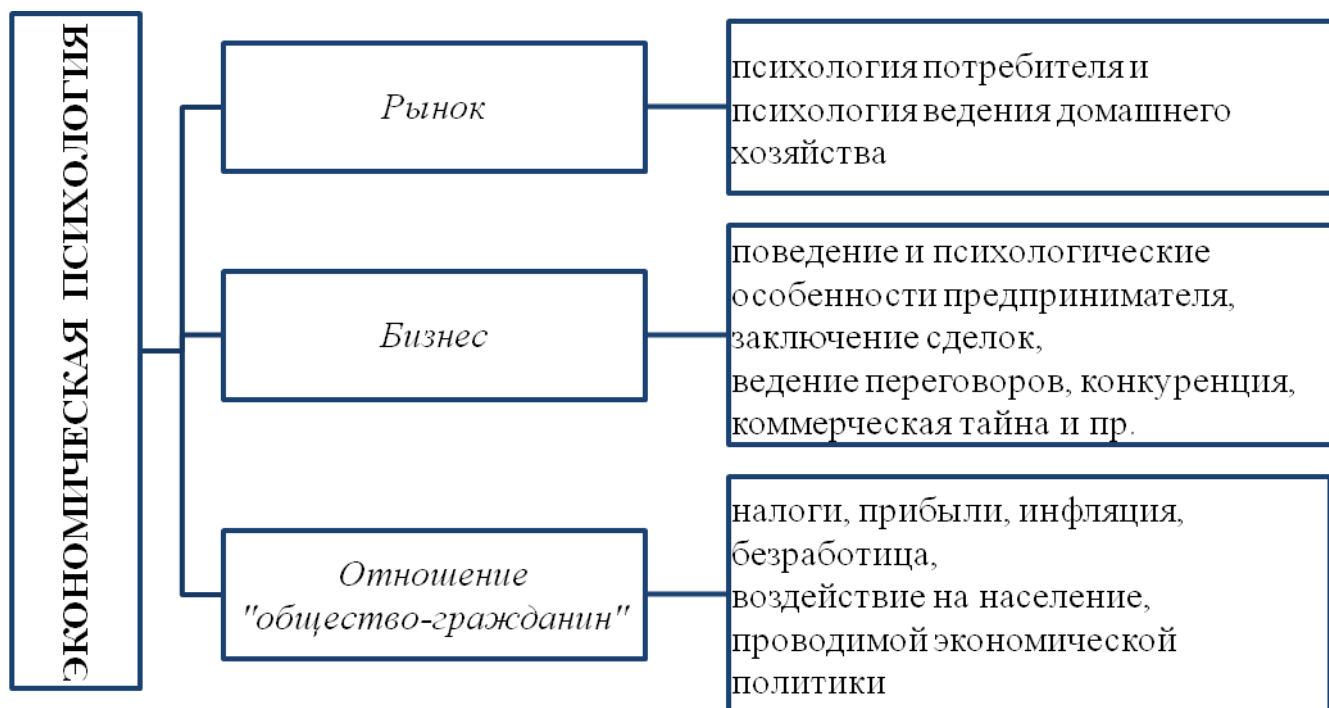 ЭКОНОМИЧЕСКАЯ ПСИХОЛОГИЯ
Рынок
психология потребителя и
психология ведения домашнего
хозяйства
Бизнес
поведение и психологические
особенности предпринимателя,
заключение сделок,
ведение переговоров, конкуренция,
коммерческая тайна и пр.
Отношение
"общество-гражданин"
налоги, прибыли, инфляция,
безработица,
воздействие на население,
проводимой экономической
политики